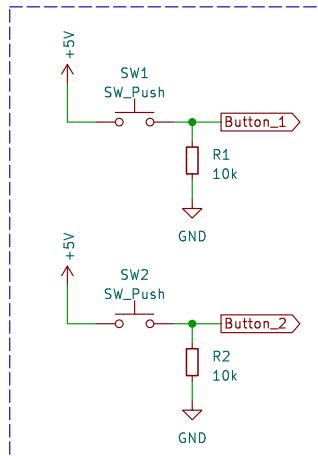 +5V
SW1
SW_Push
Button_1
R1
10k
GND
+5V
SW2
SW_Push
Button_2
R2
10k
GND